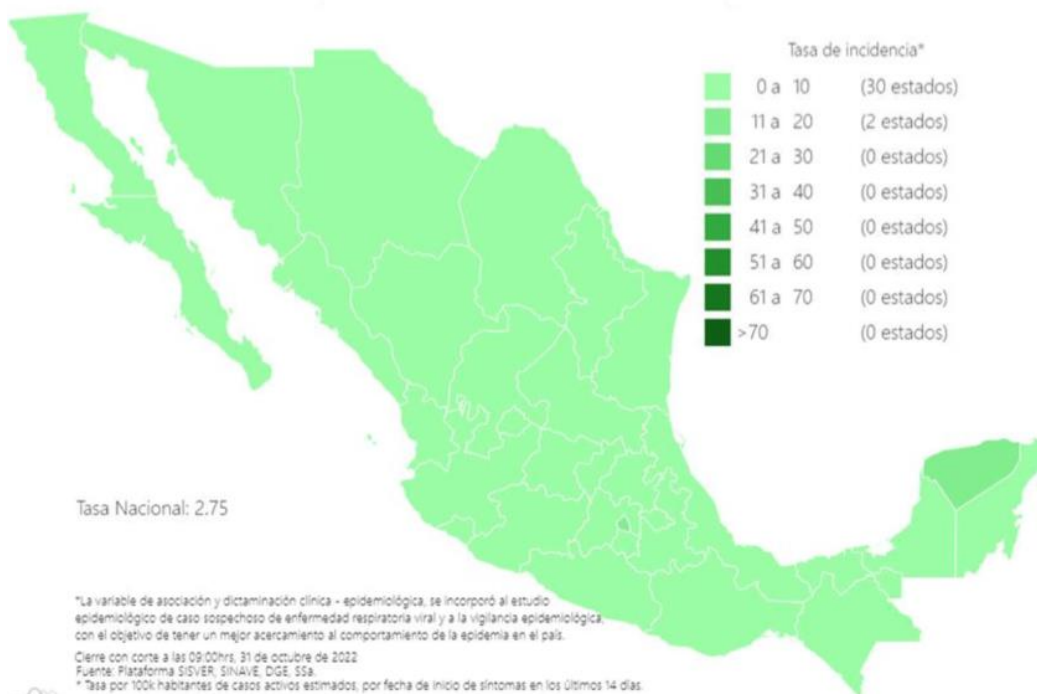 Tasa de incidencia*
0 a 10 (30 estados)
11 a 20 (2 estados)
21 a 30 (0 estados)
31 a 40 (0 estados)
41 a 50 (0 estados)
51 a 60 (0 estados)
61 a 70 (0 estados)
>70 (0 estados)
Tasa Nacional: 2.75
*La variable de asociación y dictaminación clínica - epidemiológica, se incorporó al estudio
epidemiológico de caso sospechoso de enfermedad respiratoria viral y a la vigilancia epidemiológica,
con el objetivo de tener un mejor acercamiento al comportamiento de la epidemia en el país.
Cierre con corte a las 09:00hrs, 31 de octubre de 2022
Fuente: Plataforma SISVER, SINAVE, DGE, SSa.
* Tasa por 100k habitantes de casos activos estimados, por fecha de inicio de síntomas en los últimos 14 días.